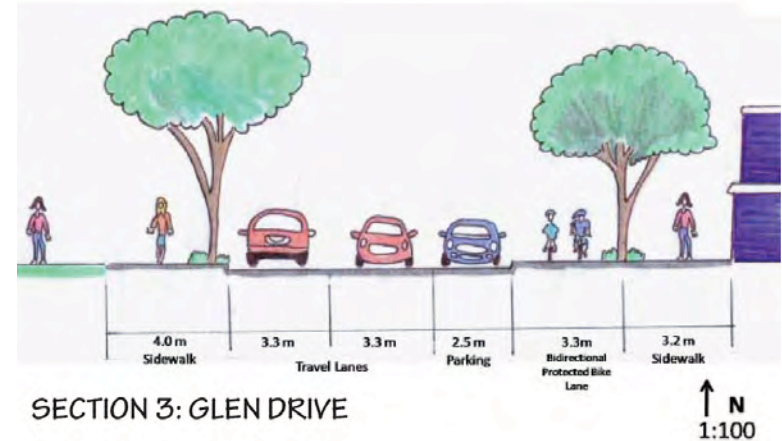 4.0 m
Sidewalk
3.3 m
3.3 m
Travel Lanes
2.5 m
Parking
3.3m
Bidirectional
Protected Bike
Lane
3.2 m
Sidewalk
SECTION 3: GLEN DRIVE
N
1:100